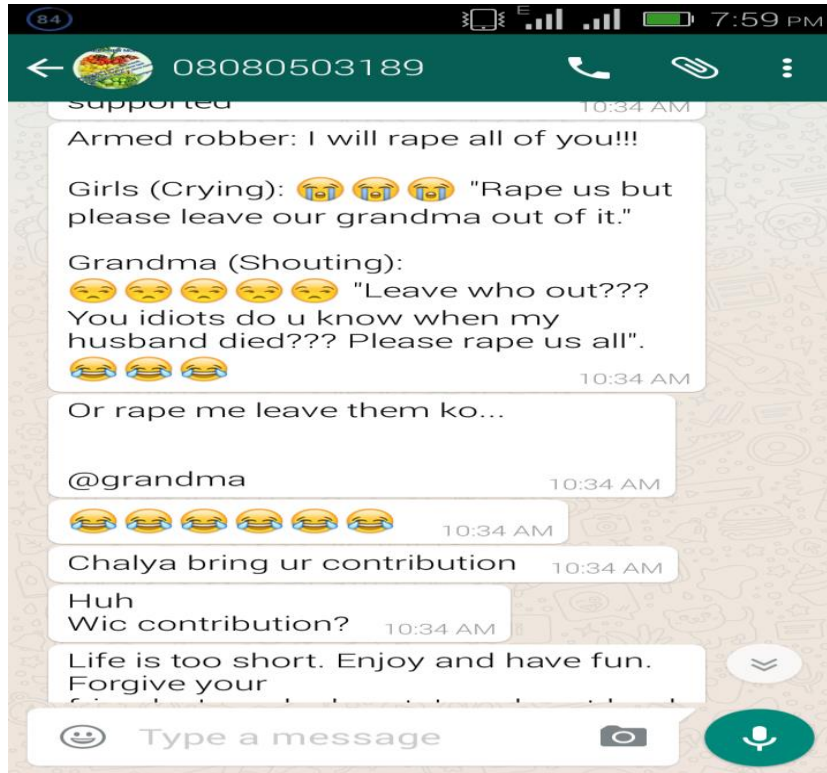 84
E
7:59 PM
08080503189
supported
10:34 AM
Armed robber: I will rape all of you!!!
Girls (Crying): 😭 😭 😭 "Rape us but
please leave our grandma out of it."
Grandma (Shouting):
😒 😒 😒 😒 😒 "Leave who out???
You idiots do u know when my
husband died??? Please rape us all".
😂 😂 😂
10:34 AM
Or rape me leave them ko...
@grandma
10:34 AM
😂 😂 😂 😂 😂 😂
10:34 AM
Chalya bring ur contribution
10:34 AM
Huh
Wic contribution?
10:34 AM
Life is too short. Enjoy and have fun.
Forgive your
Type a message